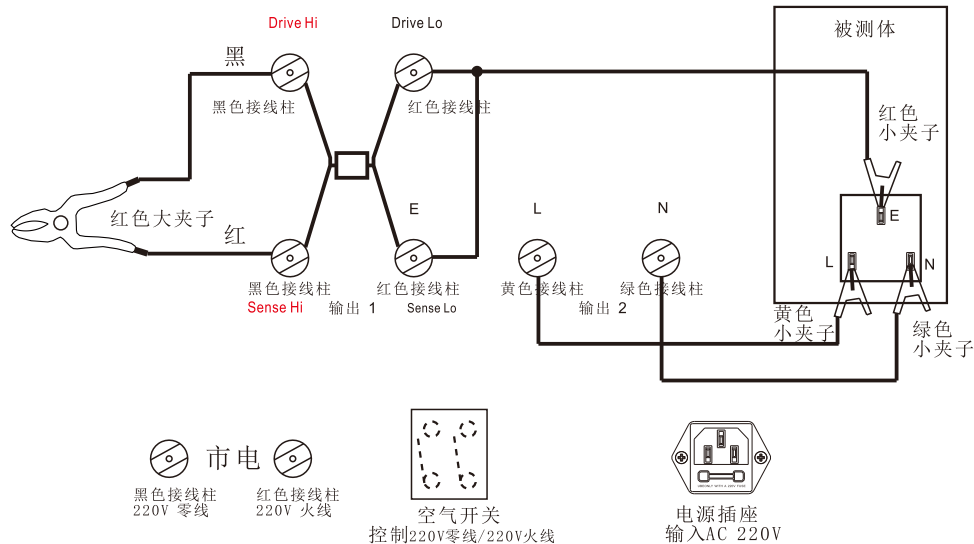 Drive Hi
Drive Lo
被测体
黑
黑色接线柱
红色接线柱
红色
小夹子
红色大夹子
红
E
L
N
E
L
N
黑色接线柱
红色接线柱
黄色接线柱
绿色接线柱
Sense Hi
输出 1
Sense Lo
输出 2
黄色
小夹子
绿色
小夹子
市电
黑色接线柱
220V 零线
红色接线柱
220V 火线
空气开关
控制220V零线/220V火线
电源插座
输入AC 220V